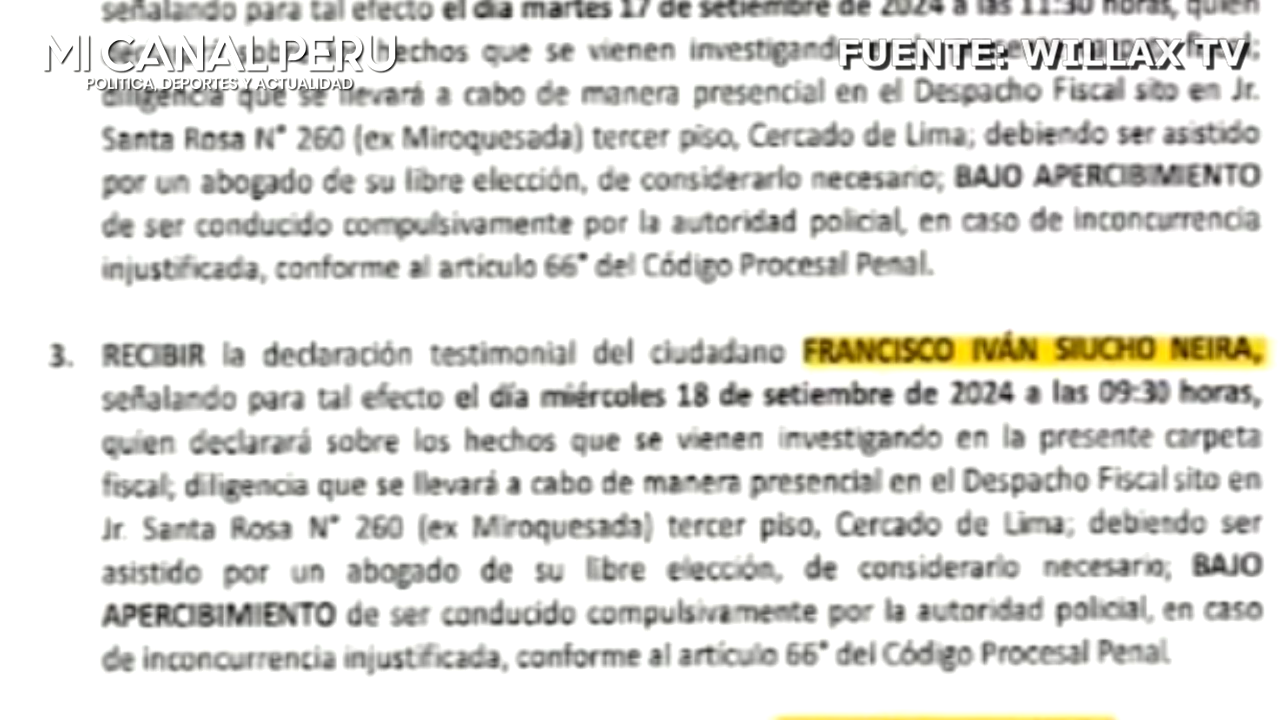 señalando para tal efecto el día martes 17 de setiembre de 2024 a las 11:30 horas, quien
MI CANAL PERU
POLITICA, DEPORTES Y ACTUALIDAD
FUENTE: WILLAX TV
hechos que se vienen
diligencia que se llevará a cabo de manera presencial en el Despacho Fiscal sito en Jr.
Santa Rosa N° 260 (ex Miroquesada) tercer piso, Cercado de Lima; debiendo ser asistido
por un abogado de su libre elección, de considerarlo necesario; BAJO APERCIBIMIENTO
de ser conducido compulsivamente por la autoridad policial, en caso de inconcurrencia
injustificada, conforme al artículo 66° del Código Procesal Penal.
3. RECIBIR la declaración testimonial del ciudadano FRANCISCO IVÁN SIUCHO NEIRA,
señalando para tal efecto el día miércoles 18 de setiembre de 2024 a las 09:30 horas,
quien declarará sobre los hechos que se vienen investigando en la presente carpeta
fiscal; diligencia que se llevará a cabo de manera presencial en el Despacho Fiscal sito en
Jr. Santa Rosa N° 260 (ex Miroquesada) tercer piso, Cercado de Lima; debiendo ser
asistido por un abogado de su libre elección, de considerarlo necesario; BAJO
APERCIBIMIENTO de ser conducido compulsivamente por la autoridad policial, en caso
de inconcurrencia injustificada, conforme al artículo 66° del Código Procesal Penal.